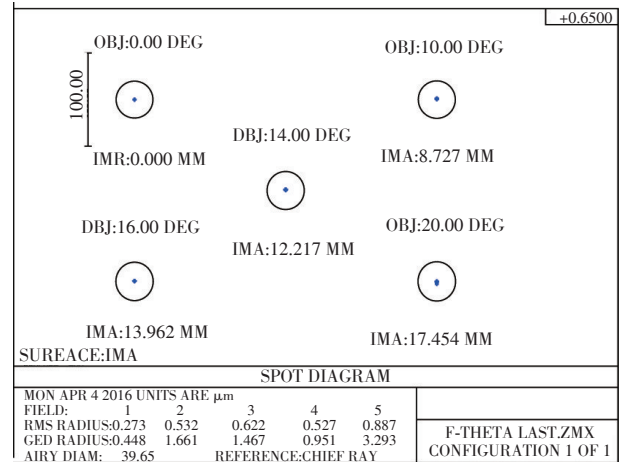 +0.6500
OBJ:0.00 DEG
OBJ:10.00 DEG
100.00
DBJ:14.00 DEG
IMR:0.000 MM
IMA:8.727 MM
DBJ:16.00 DEG
OBJ:20.00 DEG
IMA:12.217 MM
IMA:13.962 MM
IMA:17.454 MM
SUREACE:IMA
SPOT DIAGRAM
MON APR 4 2016 UNITS ARE μm
FIELD: 1 2 3 4 5
RMS RADIUS:0.273 0.532 0.622 0.527 0.887
GED RADIUS:0.448 1.661 1.467 0.951 3.293
AIRY DIAM: 39.65 REFERENCE:CHIEF RAY
F-THETA LAST.ZMX
CONFIGURATION 1 OF 1